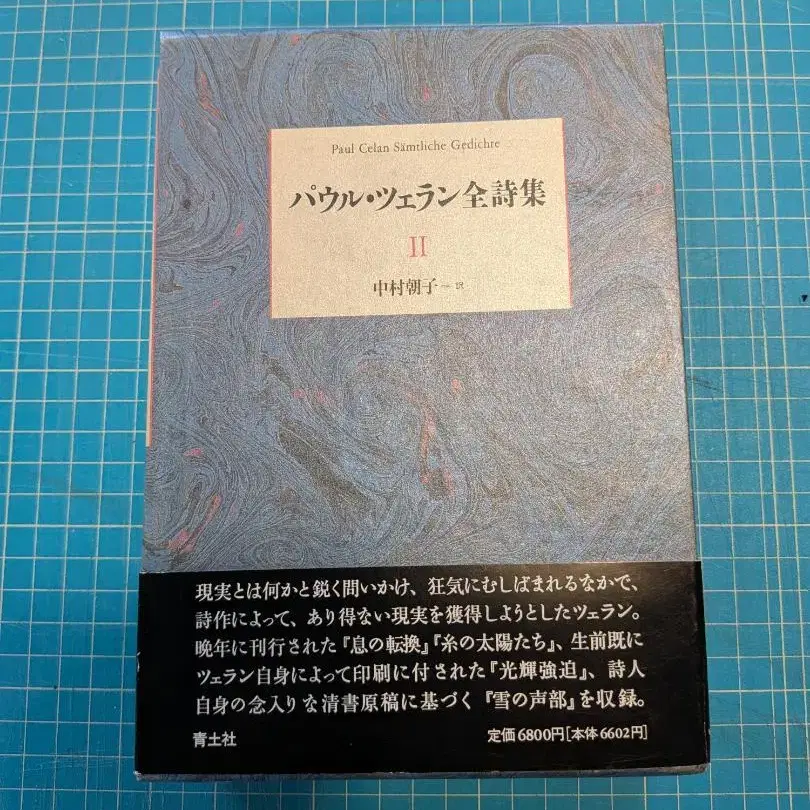 Paul Celan Sämtliche Gedichte
パウル・ツェラン全詩集
II
中村朝子一訳
現実とは何かと鋭く問いかけ、狂気にむしばまれるなかで、
詩作によって、あり得ない現実を獲得しようとしたツェラン。
晩年に刊行された『息の転換』『糸の太陽たち』、生前既に
ツェラン自身によって印刷に付された『光輝強迫』、詩人
自身の念入りな清書原稿に基づく『雪の声部』を収録。
青土社
定価6800円[本体6602円]